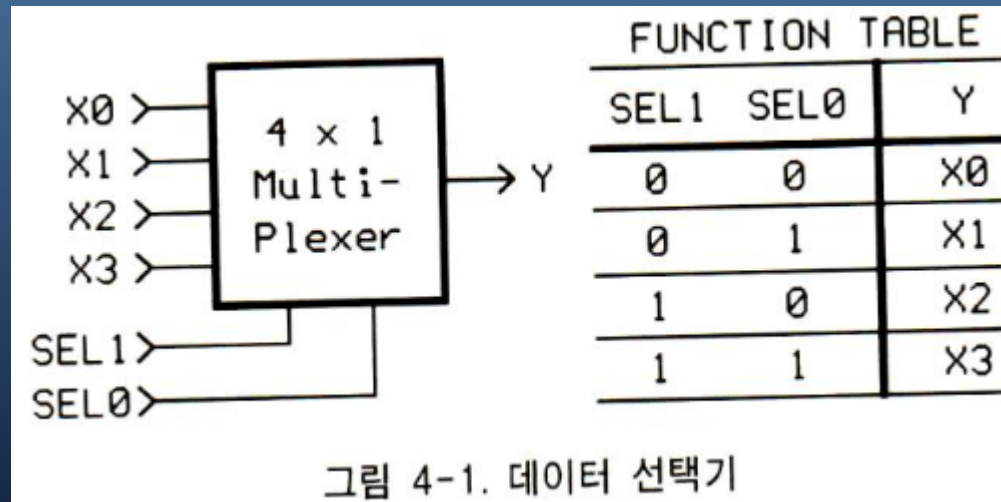 X0
X1
X2
X3
SEL1
SEL0
4 x 1
Multi-
Plexer
Y
FUNCTION TABLE
SEL1 SEL0 Y
0 0 X0
0 1 X1
1 0 X2
1 1 X3
그림 4-1. 데이터 선택기